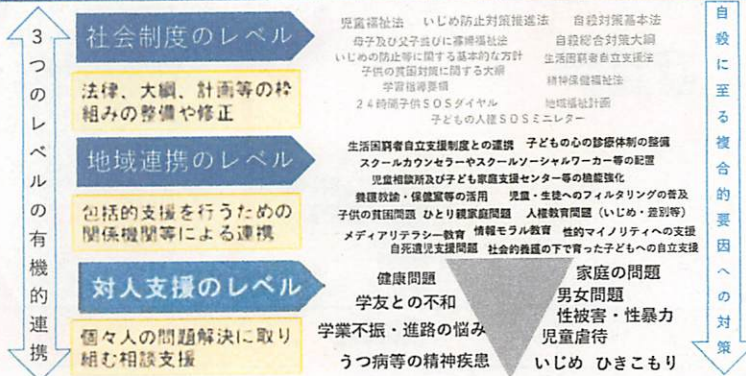 3つのレベルの有機的連携
社会制度のレベル
法律、大綱、計画等の枠
組みの整備や修正
地域連携のレベル
包括的支援を行うための
関係機関等による連携
対人支援のレベル
個々人の問題解決に取り
組む相談支援
児童福祉法 いじめ防止対策推進法 自殺対策基本法
母子及び父子並びに寡婦福祉法 自殺総合対策大綱
いじめの防止等に関する基本的な方針 生活困窮者自立支援法
子供の貧困対策に関する大綱
学習指導要領 精神保健福祉法
24時間子供SOSダイヤル 地域福祉計画
子どもの人権SOSミニレター
生活困窮者自立支援制度との連携 子どもの心の診療体制の整備
スクールカウンセラーやスクールソーシャルワーカー等の配置
児童相談所及び子ども家庭支援センター等の機能強化
養護教諭・保健室等の活用 児童・生徒へのフィルタリングの普及
子供の貧困問題 ひとり親家庭問題 人権教育問題(いじめ・差別等)
メディアリテラシー教育 情報モラル教育 性的マイノリティへの支援
自死遺児支援問題 社会的養護の下で育った子どもへの自立支援
健康問題 家庭の問題
学友との不和 男女問題
性被害・性暴力
学業不振・進路の悩み 児童虐待
うつ病等の精神疾患 いじめ ひきこもり
自殺に至る複合的要因への対策